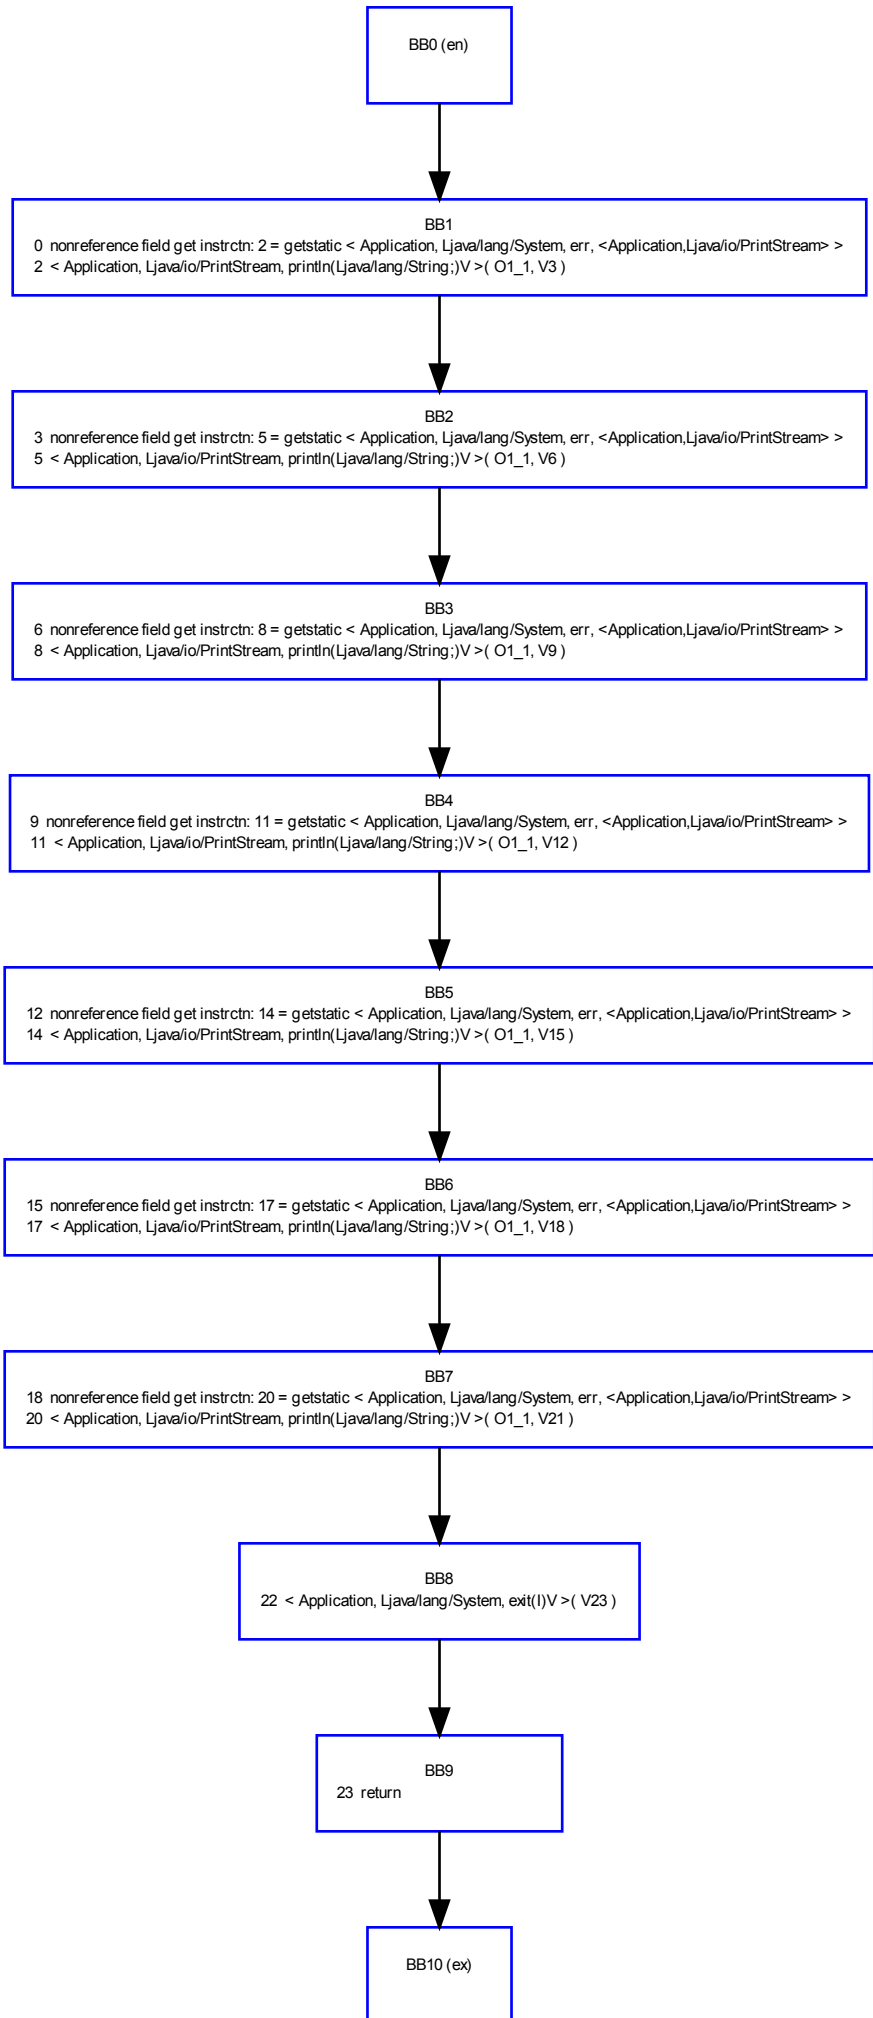 BB0 (en)
BB1
0 nonreference field get instrctn: 2 = getstatic < Application, Ljava/lang/System, err, <Application,Ljava/io/PrintStream> >
2 < Application, Ljava/io/PrintStream, println(Ljava/lang/String;)V >( O1_1, V3 )
BB2
3 nonreference field get instrctn: 5 = getstatic < Application, Ljava/lang/System, err, <Application,Ljava/io/PrintStream> >
5 < Application, Ljava/io/PrintStream, println(Ljava/lang/String;)V >( O1_1, V6 )
BB3
6 nonreference field get instrctn: 8 = getstatic < Application, Ljava/lang/System, err, <Application,Ljava/io/PrintStream> >
8 < Application, Ljava/io/PrintStream, println(Ljava/lang/String;)V >( O1_1, V9 )
BB4
9 nonreference field get instrctn: 11 = getstatic < Application, Ljava/lang/System, err, <Application,Ljava/io/PrintStream> >
11 < Application, Ljava/io/PrintStream, println(Ljava/lang/String;)V >( O1_1, V12 )
BB5
12 nonreference field get instrctn: 14 = getstatic < Application, Ljava/lang/System, err, <Application,Ljava/io/PrintStream> >
14 < Application, Ljava/io/PrintStream, println(Ljava/lang/String;)V >( O1_1, V15 )
BB6
15 nonreference field get instrctn: 17 = getstatic < Application, Ljava/lang/System, err, <Application,Ljava/io/PrintStream> >
17 < Application, Ljava/io/PrintStream, println(Ljava/lang/String;)V >( O1_1, V18 )
BB7
18 nonreference field get instrctn: 20 = getstatic < Application, Ljava/lang/System, err, <Application,Ljava/io/PrintStream> >
20 < Application, Ljava/io/PrintStream, println(Ljava/lang/String;)V >( O1_1, V21 )
BB8
22 < Application, Ljava/lang/System, exit(I)V >( V23 )
BB9
23 return
BB10 (ex)